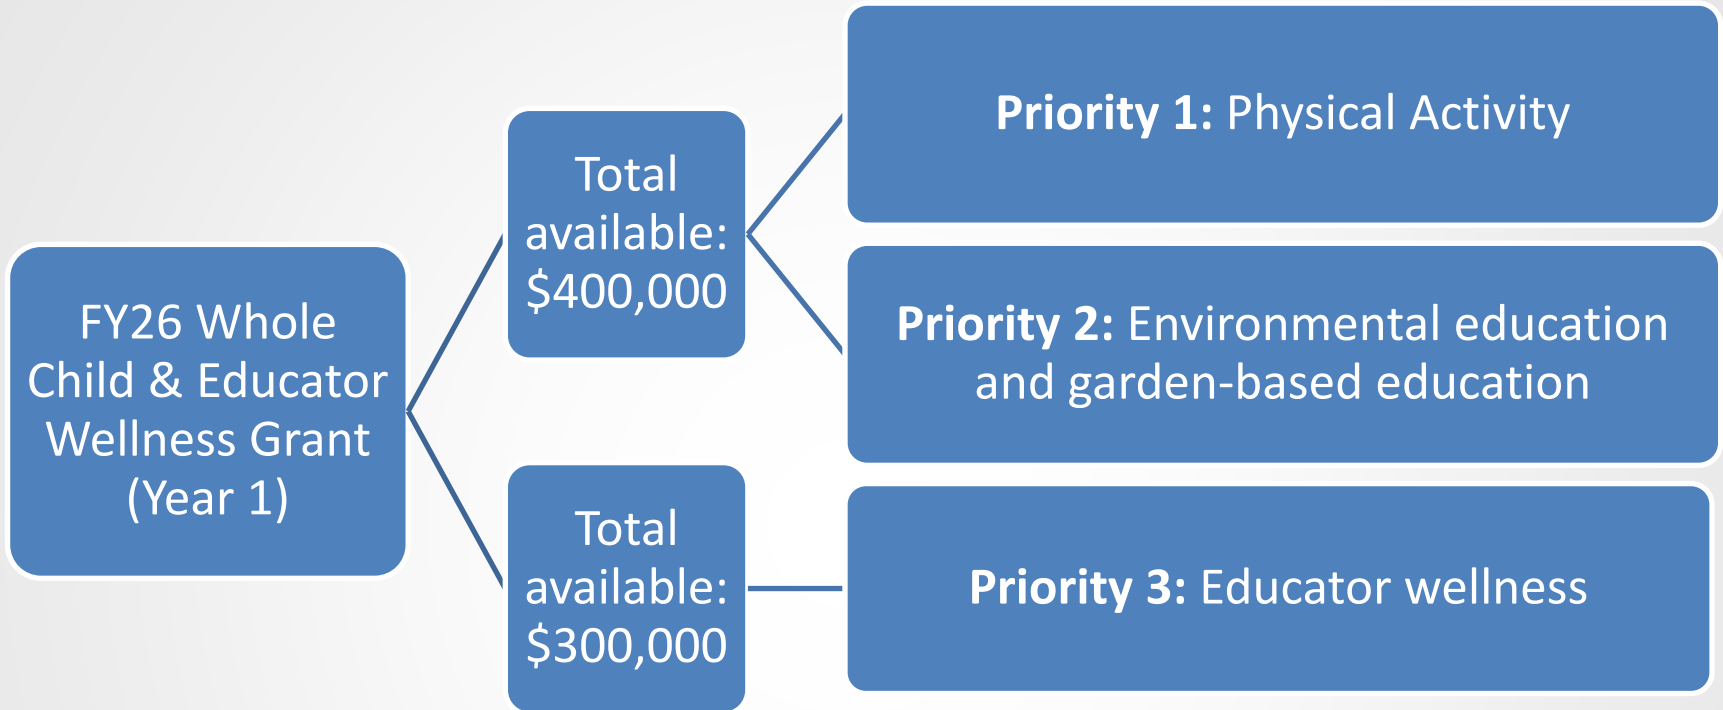 FY26 Whole
Child & Educator
Wellness Grant
(Year 1)
Total
available:
$400,000
Priority 1: Physical Activity
Priority 2: Environmental education
and garden-based education
Total
available:
$300,000
Priority 3: Educator wellness